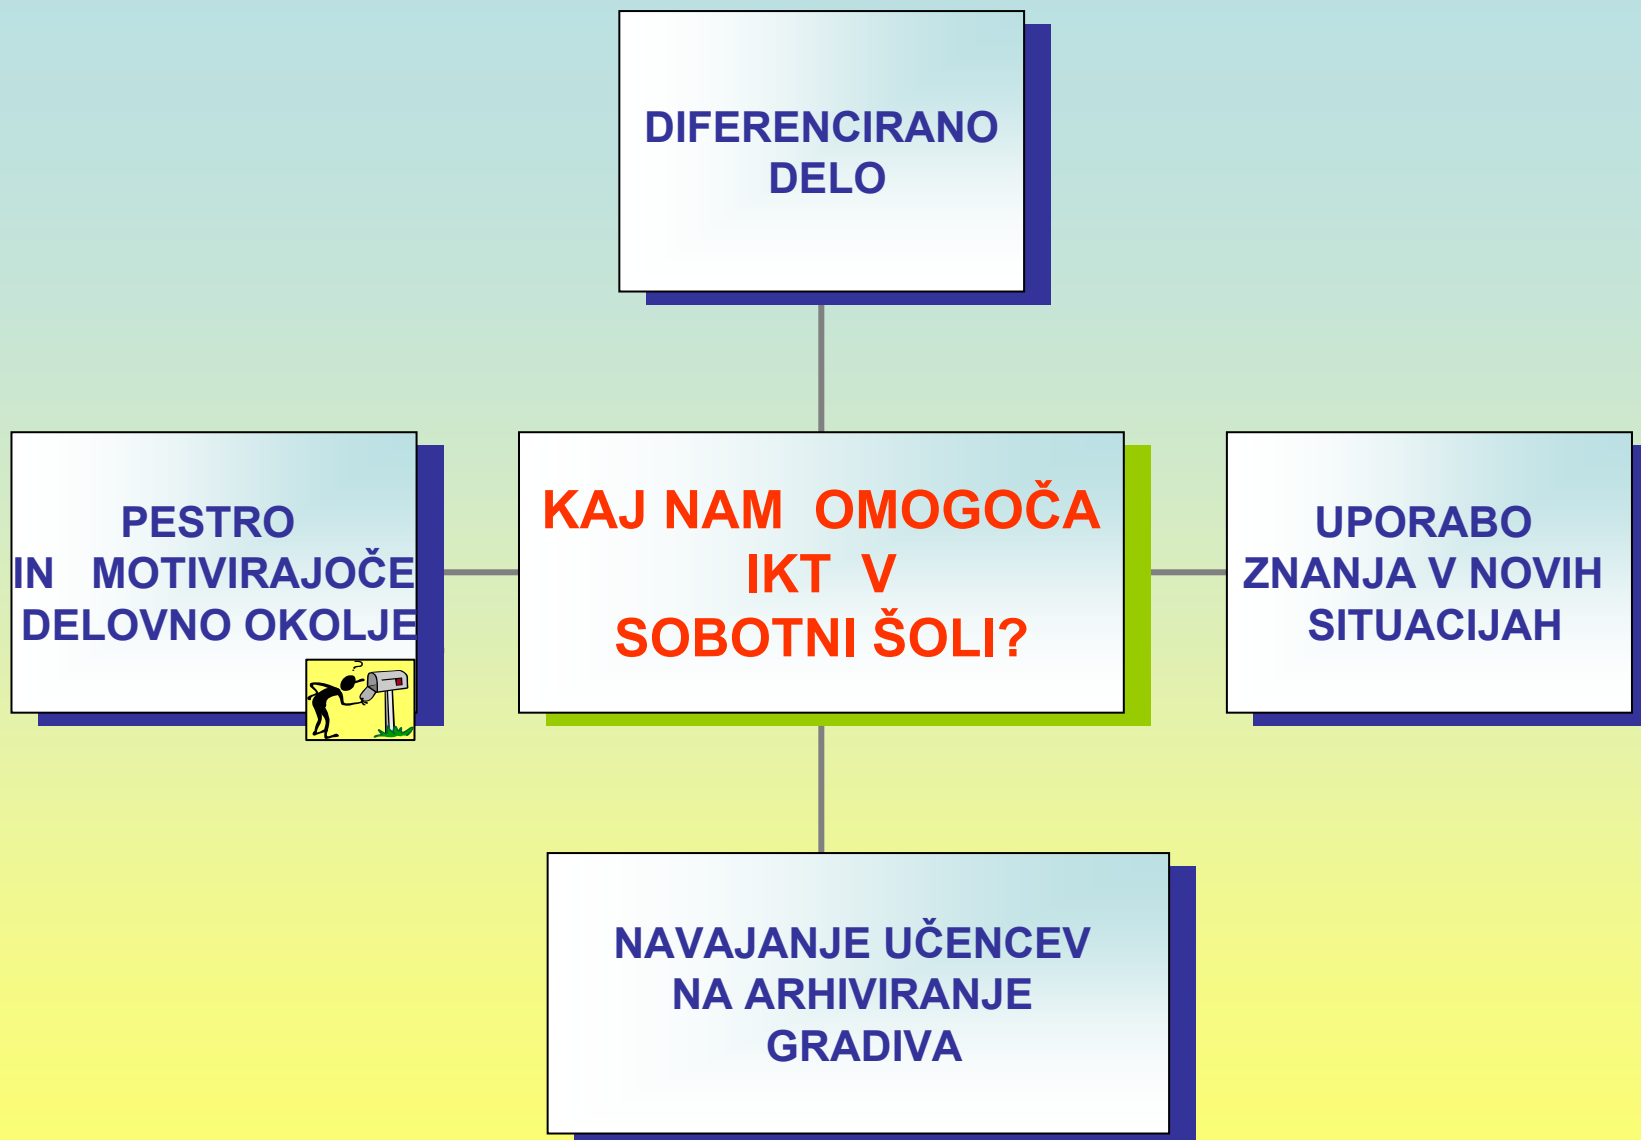 DIFERENCIRANO
DELO
PESTRO
IN MOTIVIRAJOČE
DELOVNO OKOLJE
KAJ NAM OMOGOČA
IKT V
SOBOTNI ŠOLI?
UPORABO
ZNANJA V NOVIH
SITUACIJAH
NAVAJANJE UČENCEV
NA ARHIVIRANJE
GRADIVA